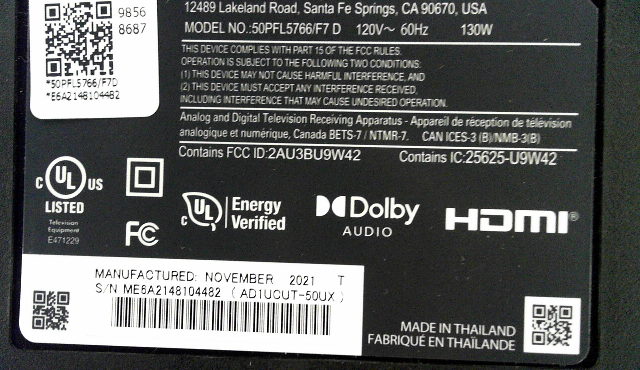 9856
8687
*50PFL5766/F7D
*E6A2148104482
12489 Lakeland Road, Santa Fe Springs, CA 90670, USA
MODEL NO.:50PFL5766/F7 D 120V~ 60Hz 130W
THIS DEVICE COMPLIES WITH PART 15 OF THE FCC RULES.
OPERATION IS SUBJECT TO THE FOLLOWING TWO CONDITIONS:
(1) THIS DEVICE MAY NOT CAUSE HARMFUL INTERFERENCE, AND
(2) THIS DEVICE MUST ACCEPT ANY INTERFERENCE RECEIVED,
INCLUDING INTERFERENCE THAT MAY CAUSE UNDESIRED OPERATION.
Analog and Digital Television Receiving Apparatus - Appareil de réception de télévision
analogique et numérique, Canada BETS-7 / NTMR-7. CAN ICES-3 (B)/NMB-3(B)
Contains FCC ID:2AU3BU9W42 Contains IC:25625-U9W42
C UL US
LISTED
Television
Equipment
E471229
FC
C UL Energy
Verified
Dolby
AUDIO
HDMI®
MANUFACTURED: NOVEMBER 2021 T
S/N ME6A2148104482 (AD1UCUT-50UX)
MADE IN THAILAND
FABRIQUÉ EN THAÏLANDE